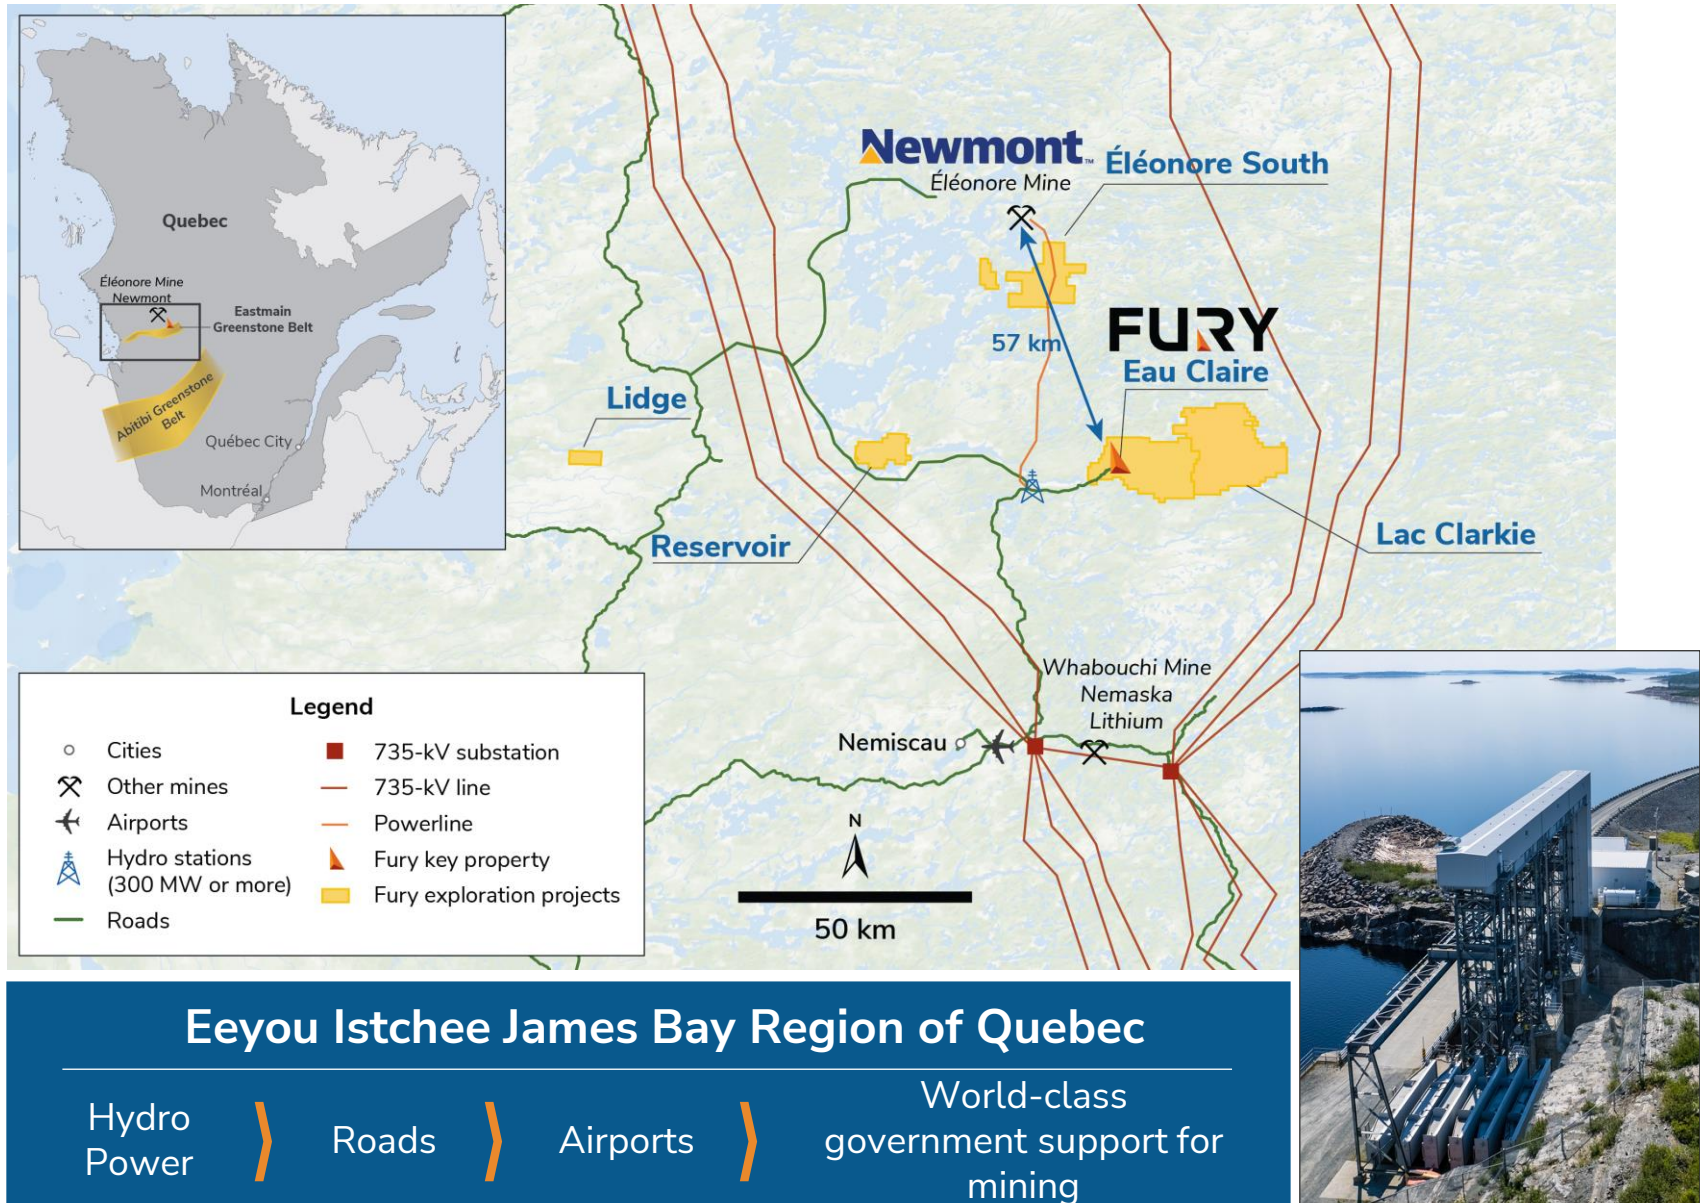 Quebec
Éléonore Mine
Newmont
Eastmain
Greenstone Belt
Abitibi Greenstone
Belt
Québec City
Montréal
Newmont™
Éléonore Mine
Éléonore South
57 km
FURY
Eau Claire
Lidge
Reservoir
Lac Clarkie
Whabouchi Mine
Nemaska
Lithium
Nemiscau
N
50 km
Legend
Cities
Other mines
Airports
Hydro stations
(300 MW or more)
Roads
735-kV substation
735-kV line
Powerline
Fury key property
Fury exploration projects
Eeyou Istchee James Bay Region of Quebec
Hydro
Power
Roads
Airports
World-class
government support for
mining